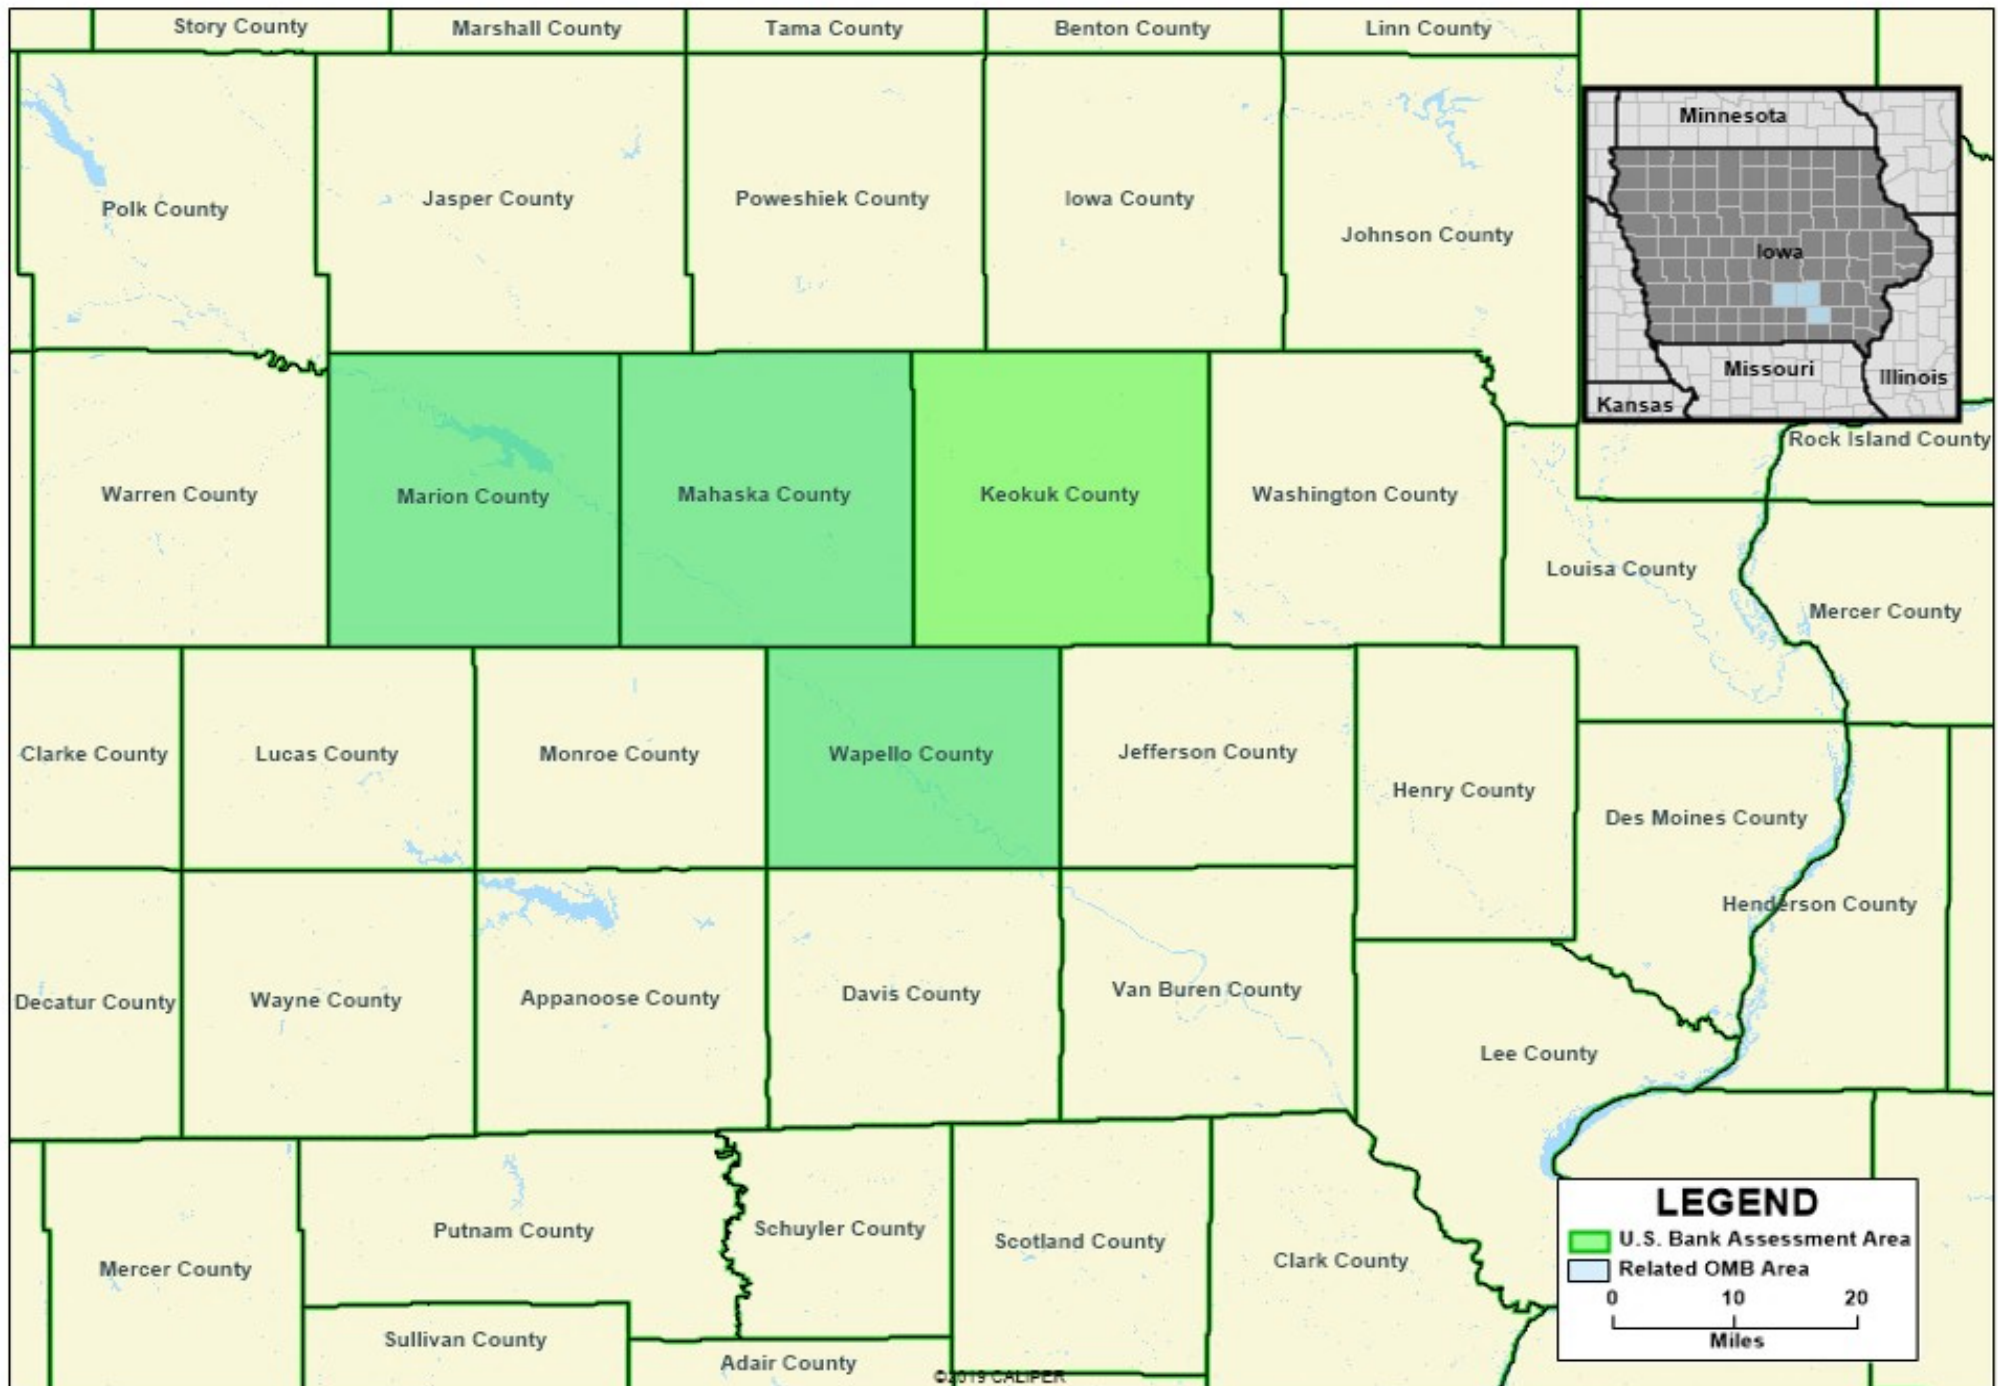 Story County
Marshall County
Tama County
Benton County
Linn County
Polk County
Jasper County
Poweshiek County
Iowa County
Johnson County
Minnesota
Iowa
Missouri
Illinois
Kansas
Rock Island County
Warren County
Marion County
Mahaska County
Keokuk County
Washington County
Louisa County
Mercer County
Clarke County
Lucas County
Monroe County
Wapello County
Jefferson County
Henry County
Des Moines County
Henderson County
Decatur County
Wayne County
Appanoose County
Davis County
Van Buren County
Lee County
Mercer County
Putnam County
Schuyler County
Scotland County
Clark County
Sullivan County
Adair County
LEGEND
U.S. Bank Assessment Area
Related OMB Area
0 10 20
Miles
©2019 CALIPER